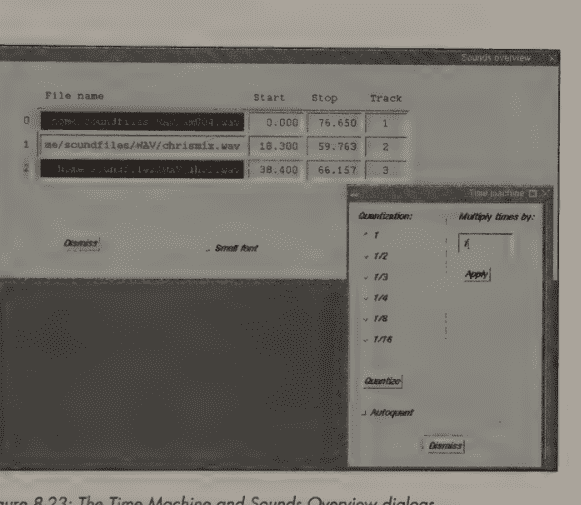 Sounds overview
File name Start Stop Track
0 0.000 76.650 1
1 me/soundfiles/WAV/chrismix.wav 18.300 59.763 2
2 38.400 66.157 3
Dismiss Small font
Time machine
Quantization: Multiply times by:
1
1/2
1/3
1/4
1/8
1/16
Apply
Quantize
Autoquant
Dismiss
Figure 8.23: The Time Machine and Sounds Overview dialogs